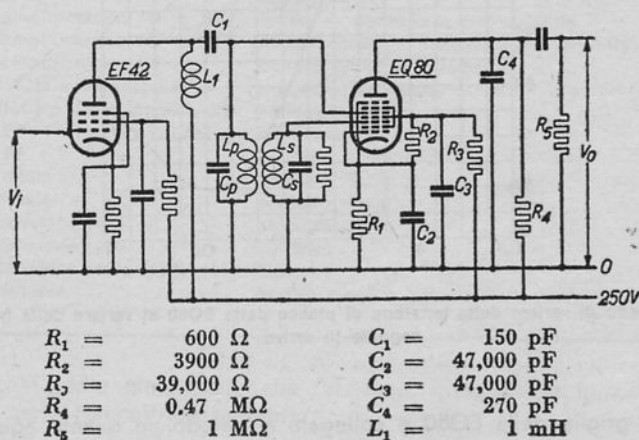 C₁
C₄
EF42
EQ80
L₁
R₅
R₂
R₃
Lp
Ls
Vi
Cp
Cs
C₃
Vo
R₁
R₄
C₂
0
250V
R₁ = 600 Ω C₁ = 150 pF
R₂ = 3900 Ω C₂ = 47,000 pF
R₃ = 39,000 Ω C₃ = 47,000 pF
R₄ = 0.47 MΩ C₄ = 270 pF
R₅ = 1 MΩ L₁ = 1 mH